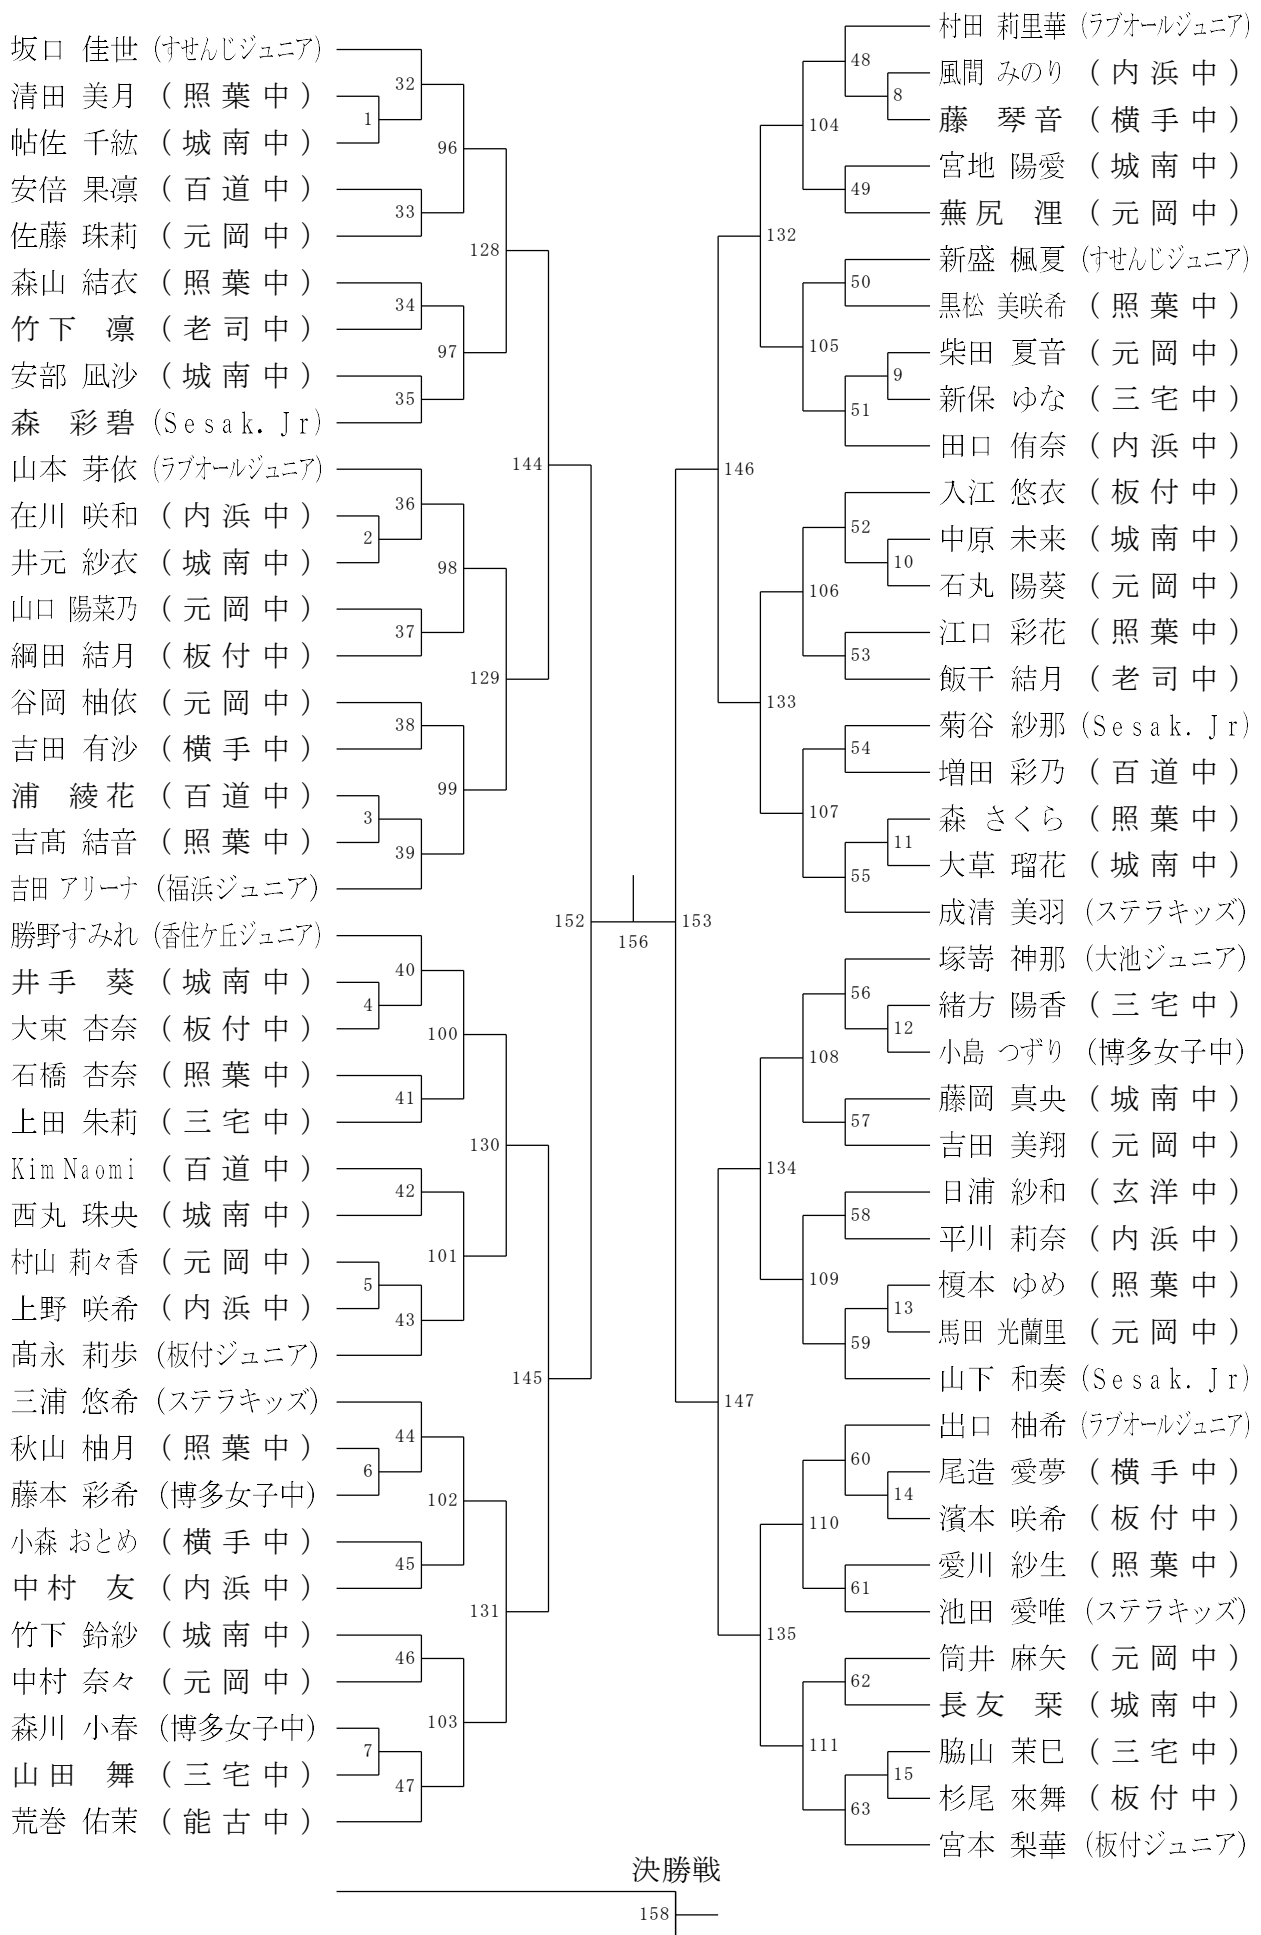 坂口 佳世 (すせんじジュニア)
清田 美月 (照葉中)
帖佐 千紘 (城南中)
安倍 果凛 (百道中)
佐藤 珠莉 (元岡中)
森山 結衣 (照葉中)
竹下 凛 (老司中)
安部 凪沙 (城南中)
森 彩碧 (Sesak. Jr)
山本 芽依 (ラブオールジュニア)
在川 咲和 (内浜中)
井元 紗衣 (城南中)
山口 陽菜乃 (元岡中)
綱田 結月 (板付中)
谷岡 柚依 (元岡中)
吉田 有沙 (横手中)
浦 綾花 (百道中)
吉髙 結音 (照葉中)
吉田 アリーナ (福浜ジュニア)
勝野すみれ (香住ケ丘ジュニア)
井手 葵 (城南中)
大束 杏奈 (板付中)
石橋 杏奈 (照葉中)
上田 朱莉 (三宅中)
Kim Naomi (百道中)
西丸 珠央 (城南中)
村山 莉々香 (元岡中)
上野 咲希 (内浜中)
髙永 莉歩 (板付ジュニア)
三浦 悠希 (ステラキッズ)
秋山 柚月 (照葉中)
藤本 彩希 (博多女子中)
小森 おとめ (横手中)
中村 友 (内浜中)
竹下 鈴紗 (城南中)
中村 奈々 (元岡中)
森川 小春 (博多女子中)
山田 舞 (三宅中)
荒巻 佑茉 (能古中)
32
1
96
33
128
34
97
35
144
36
2
98
37
129
38
99
3
39
152
40
4
100
41
130
42
101
5
43
145
44
6
102
45
131
46
103
7
47
156
153
48
8
104
49
132
50
105
9
51
146
52
10
106
53
133
54
107
11
55
56
12
108
57
134
58
109
13
59
147
60
14
110
61
135
62
111
15
63
村田 莉里華 (ラブオールジュニア)
風間 みのり (内浜中)
藤 琴音 (横手中)
宮地 陽愛 (城南中)
蕪尻 浬 (元岡中)
新盛 楓夏 (すせんじジュニア)
黒松 美咲希 (照葉中)
柴田 夏音 (元岡中)
新保 ゆな (三宅中)
田口 侑奈 (内浜中)
入江 悠衣 (板付中)
中原 未来 (城南中)
石丸 陽葵 (元岡中)
江口 彩花 (照葉中)
飯干 結月 (老司中)
菊谷 紗那 (Sesak. Jr)
増田 彩乃 (百道中)
森 さくら (照葉中)
大草 瑠花 (城南中)
成清 美羽 (ステラキッズ)
塚嵜 神那 (大池ジュニア)
緒方 陽香 (三宅中)
小島 つずり (博多女子中)
藤岡 真央 (城南中)
吉田 美翔 (元岡中)
日浦 紗和 (玄洋中)
平川 莉奈 (内浜中)
榎本 ゆめ (照葉中)
馬田 光蘭里 (元岡中)
山下 和奏 (Sesak. Jr)
出口 柚希 (ラブオールジュニア)
尾造 愛夢 (横手中)
濱本 咲希 (板付中)
愛川 紗生 (照葉中)
池田 愛唯 (ステラキッズ)
筒井 麻矢 (元岡中)
長友 栞 (城南中)
脇山 茉巳 (三宅中)
杉尾 來舞 (板付中)
宮本 梨華 (板付ジュニア)
決勝戦
158